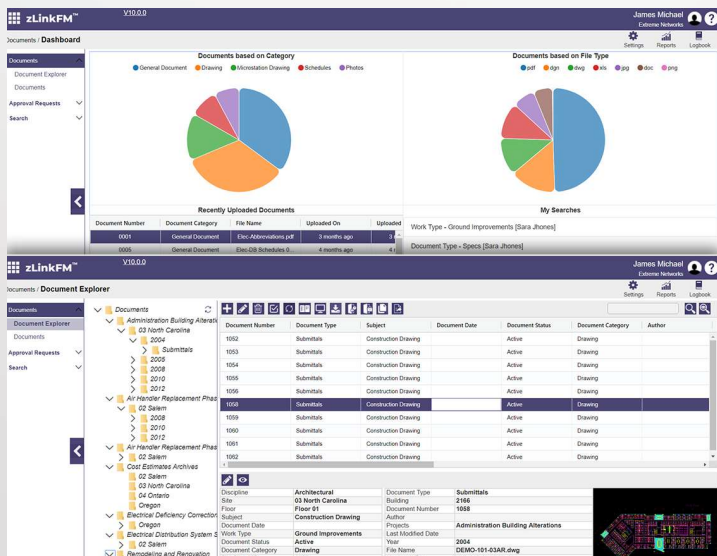 zLinkFM™ V10.0.0 James Michael
Extreme Networks
Documents / Dashboard Settings Reports Logbook
Documents
Document Explorer
Documents
Approval Requests
Search
Documents based on Category
General Document Drawing Microstation Drawing Schedules Photos
Documents based on File Type
pdf dgn dwg xls jpg doc png
Recently Uploaded Documents
Document Number Document Category File Name Uploaded On Uploaded
0001 General Document Elec-Abbreviations.pdf 3 months ago
0005 General Document Elec-DB Schedules 0... 4 months ago
My Searches
Work Type - Ground Improvements [Sara Jhones]
Document Type - Specs [Sara Jhones]
zLinkFM™ V10.0.0 James Michael
Extreme Networks
Documents / Document Explorer Settings Reports Logbook
Documents
Document Explorer
Documents
Approval Requests
Search
Documents
Administration Building Alterati
03 North Carolina
2004
Submittals
2005
2008
2010
2012
Air Handler Replacement Phas
02 Salem
2008
2010
2012
Air Handler Replacement Phas
02 Salem
Cost Estimates Archives
02 Salem
03 North Carolina
04 Ontario
Oregon
Electrical Deficiency Correction
Oregon
Electrical Distribution System S
02 Salem
Remodeling and Renovation
Document Number Document Type Subject Document Date Document Status Document Category Author
1052 Submittals Construction Drawing Active Drawing
1053 Submittals Construction Drawing Active Drawing
1054 Submittals Construction Drawing Active Drawing
1055 Submittals Construction Drawing Active Drawing
1056 Submittals Construction Drawing Active Drawing
1058 Submittals Construction Drawing Active Drawing
1059 Submittals Construction Drawing Active Drawing
1060 Submittals Construction Drawing Active Drawing
1061 Submittals Construction Drawing Active Drawing
1062 Submittals Construction Drawing Active Drawing
Discipline Architectural Document Type Submittals
Site 03 North Carolina Building 2166
Floor Floor 01 Document Number 1058
Subject Construction Drawing Author
Document Date Projects Administration Building Alterations
Work Type Ground Improvements Last Modified Date
Document Status Active Year 2004
Document Category Drawing File Name DEMO-101-03AR.dwg